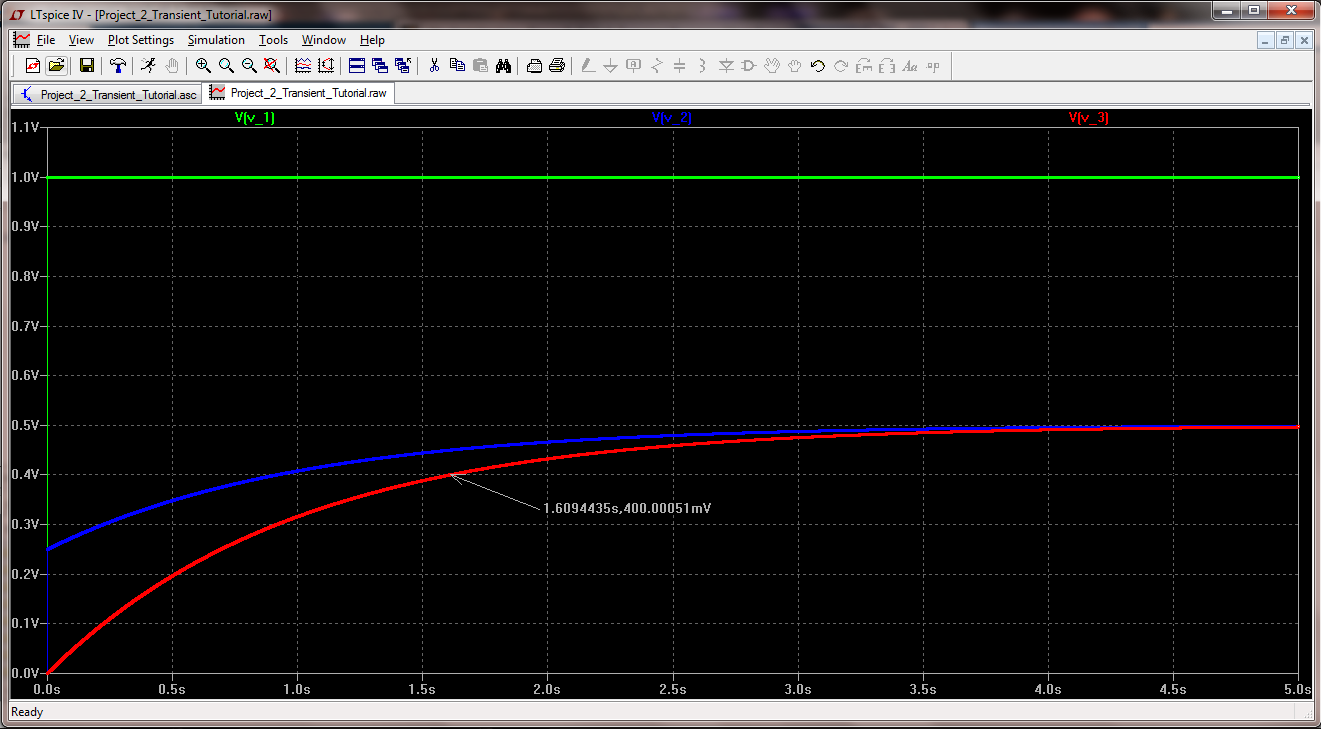 LTspice IV - [Project_2_Transient_Tutorial.raw]
File View Plot Settings Simulation Tools Window Help
Project_2_Transient_Tutorial.asc Project_2_Transient_Tutorial.raw
V(v_1) V(v_2) V(v_3)
1.1V
1.0V
0.9V
0.8V
0.7V
0.6V
0.5V
0.4V
1.6094435s,400.00051mV
0.3V
0.2V
0.1V
0.0V
0.0s 0.5s 1.0s 1.5s 2.0s 2.5s 3.0s 3.5s 4.0s 4.5s 5.0s
Ready